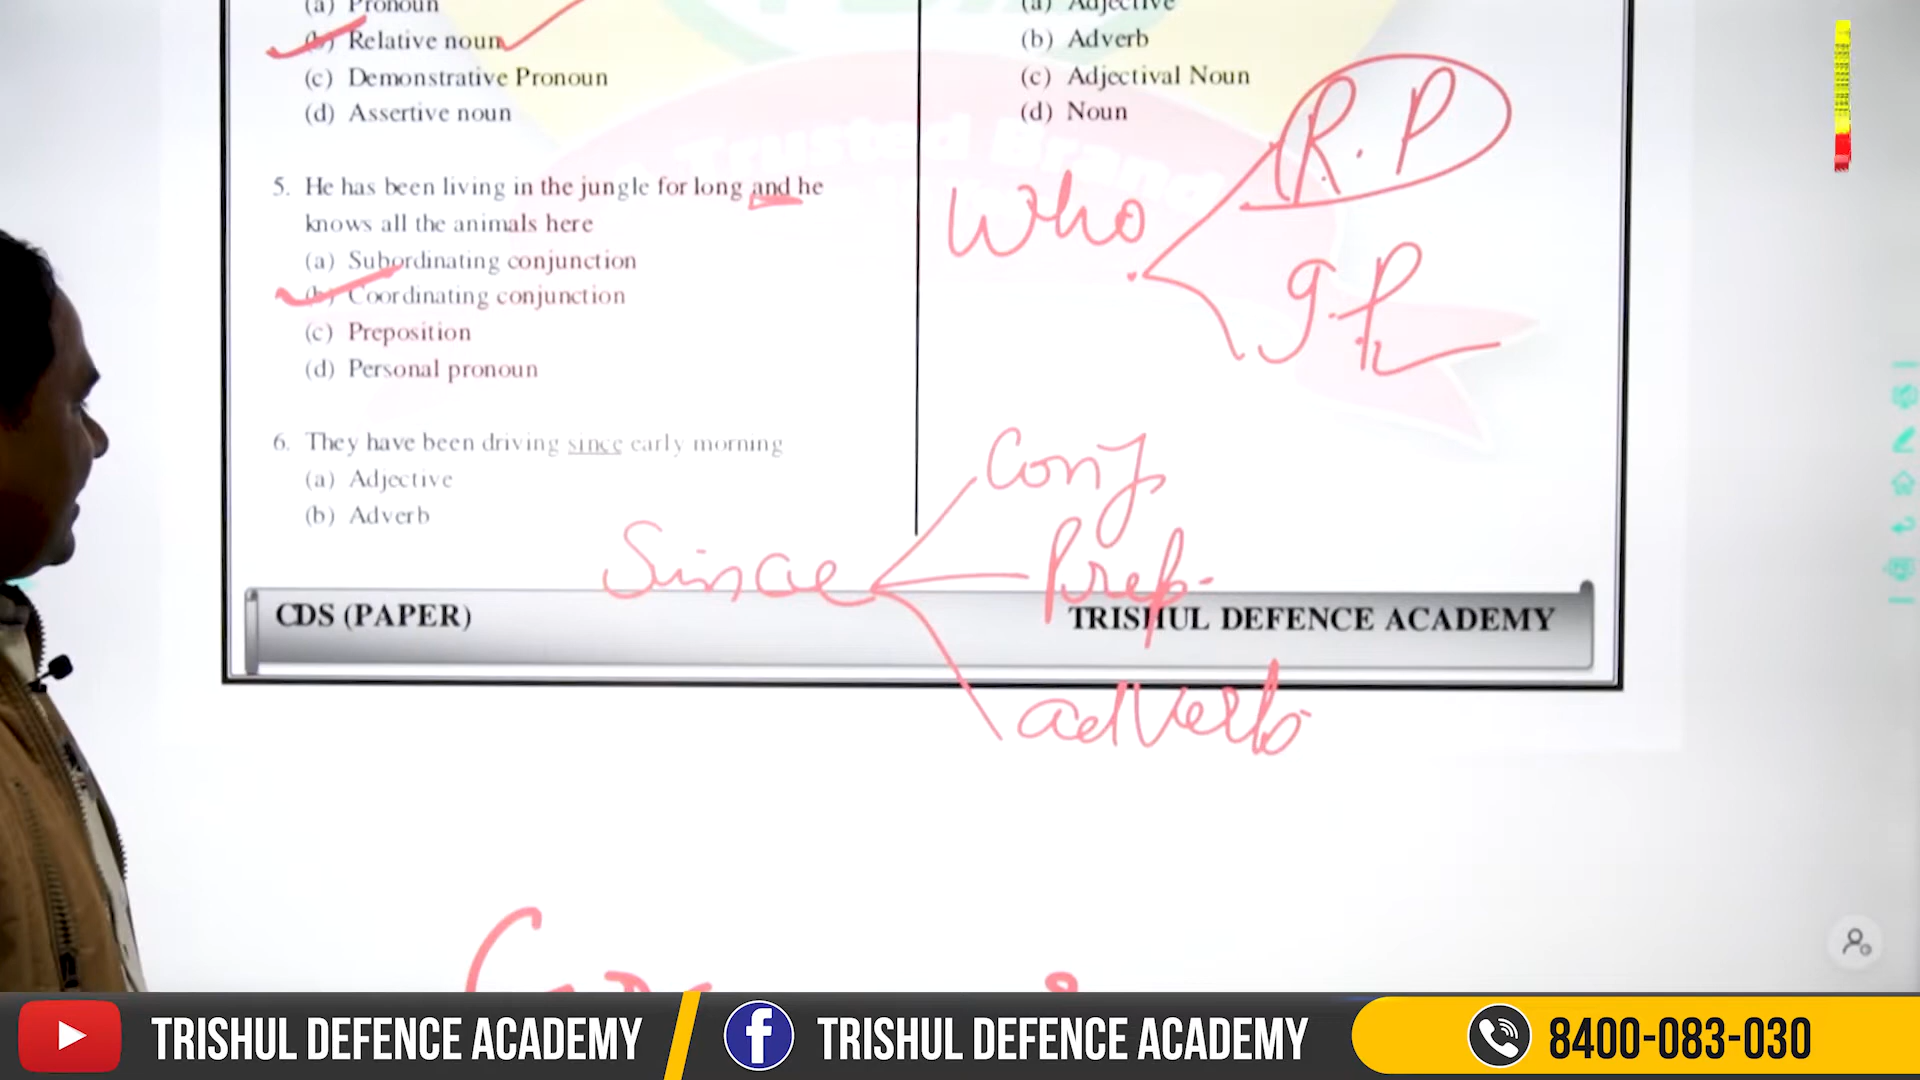 (a) Pronoun
(b) Relative noun
(c) Demonstrative Pronoun
(d) Assertive noun
5. He has been living in the jungle for long and he
knows all the animals here
(a) Subordinating conjunction
(b) Coordinating conjunction
(c) Preposition
(d) Personal pronoun
6. They have been driving since early morning
(a) Adjective
(b) Adverb
(a) Adjective
(b) Adverb
(c) Adjectival Noun
(d) Noun
Trusted Brand
Who
R.P
I.P
Since
Conj
Prep.
adverb
CDS (PAPER)
TRISHUL DEFENCE ACADEMY
TRISHUL DEFENCE ACADEMY
TRISHUL DEFENCE ACADEMY
8400-083-030